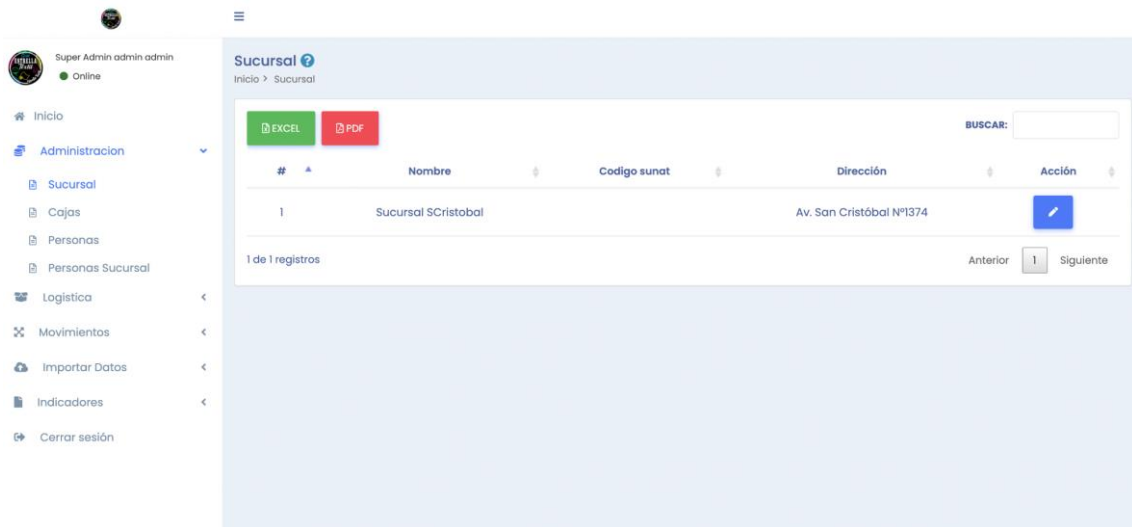 Super Admin admin admin
Online
Inicio
Administracion
Sucursal
Cajas
Personas
Personas Sucursal
Logistica
Movimientos
Importar Datos
Indicadores
Cerrar sesión
Sucursal
Inicio > Sucursal
EXCEL PDF BUSCAR:
# Nombre Codigo sunat Dirección Acción
1 Sucursal SCristobal Av. San Cristóbal Nº1374
1 de 1 registros Anterior 1 Siguiente